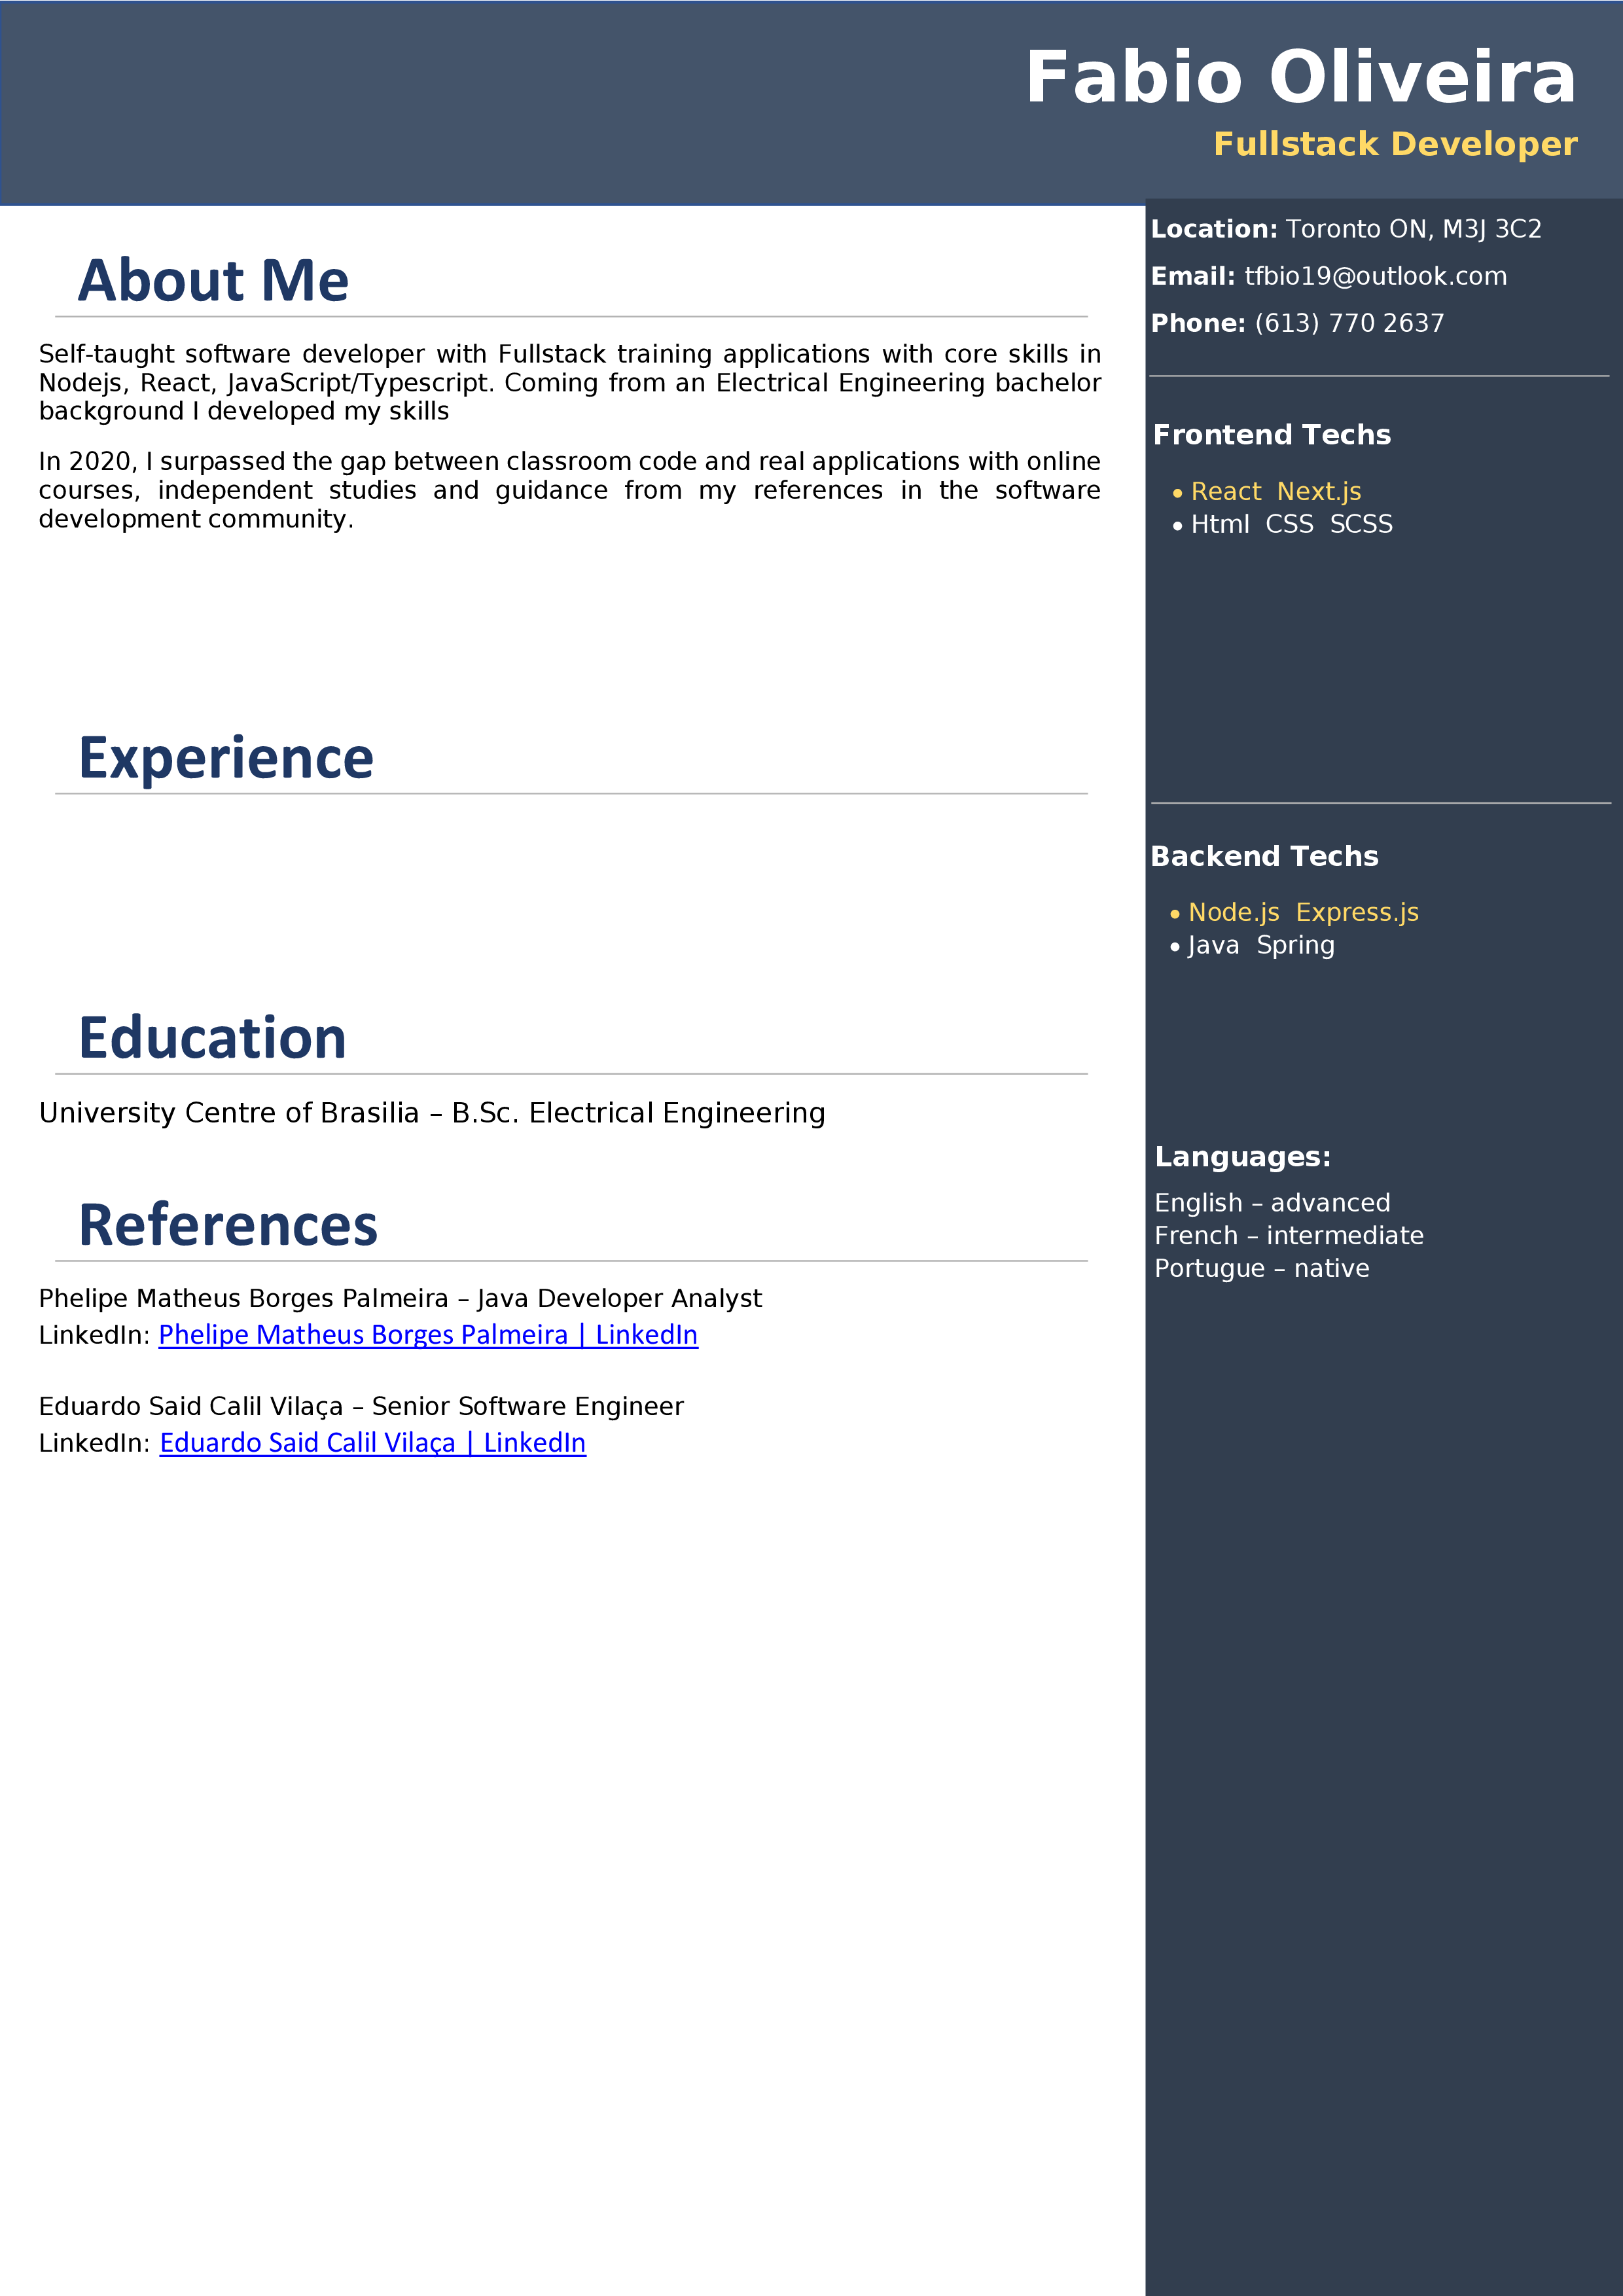 Fabio Oliveira
Fullstack Developer
Location: Toronto ON, M3J 3C2
Email: tfbio19@outlook.com
Phone: (613) 770 2637
About Me
Self-taught software developer with Fullstack training applications with core skills in
Nodejs, React, JavaScript/Typescript. Coming from an Electrical Engineering bachelor
background I developed my skills
In 2020, I surpassed the gap between classroom code and real applications with online
courses, independent studies and guidance from my references in the software
development community.
Frontend Techs
• React Next.js
• Html CSS SCSS
Experience
Backend Techs
• Node.js Express.js
• Java Spring
Education
University Centre of Brasilia – B.Sc. Electrical Engineering
Languages:
English – advanced
French – intermediate
Portugue – native
References
Phelipe Matheus Borges Palmeira – Java Developer Analyst
LinkedIn: Phelipe Matheus Borges Palmeira | LinkedIn
Eduardo Said Calil Vilaça – Senior Software Engineer
LinkedIn: Eduardo Said Calil Vilaça | LinkedIn